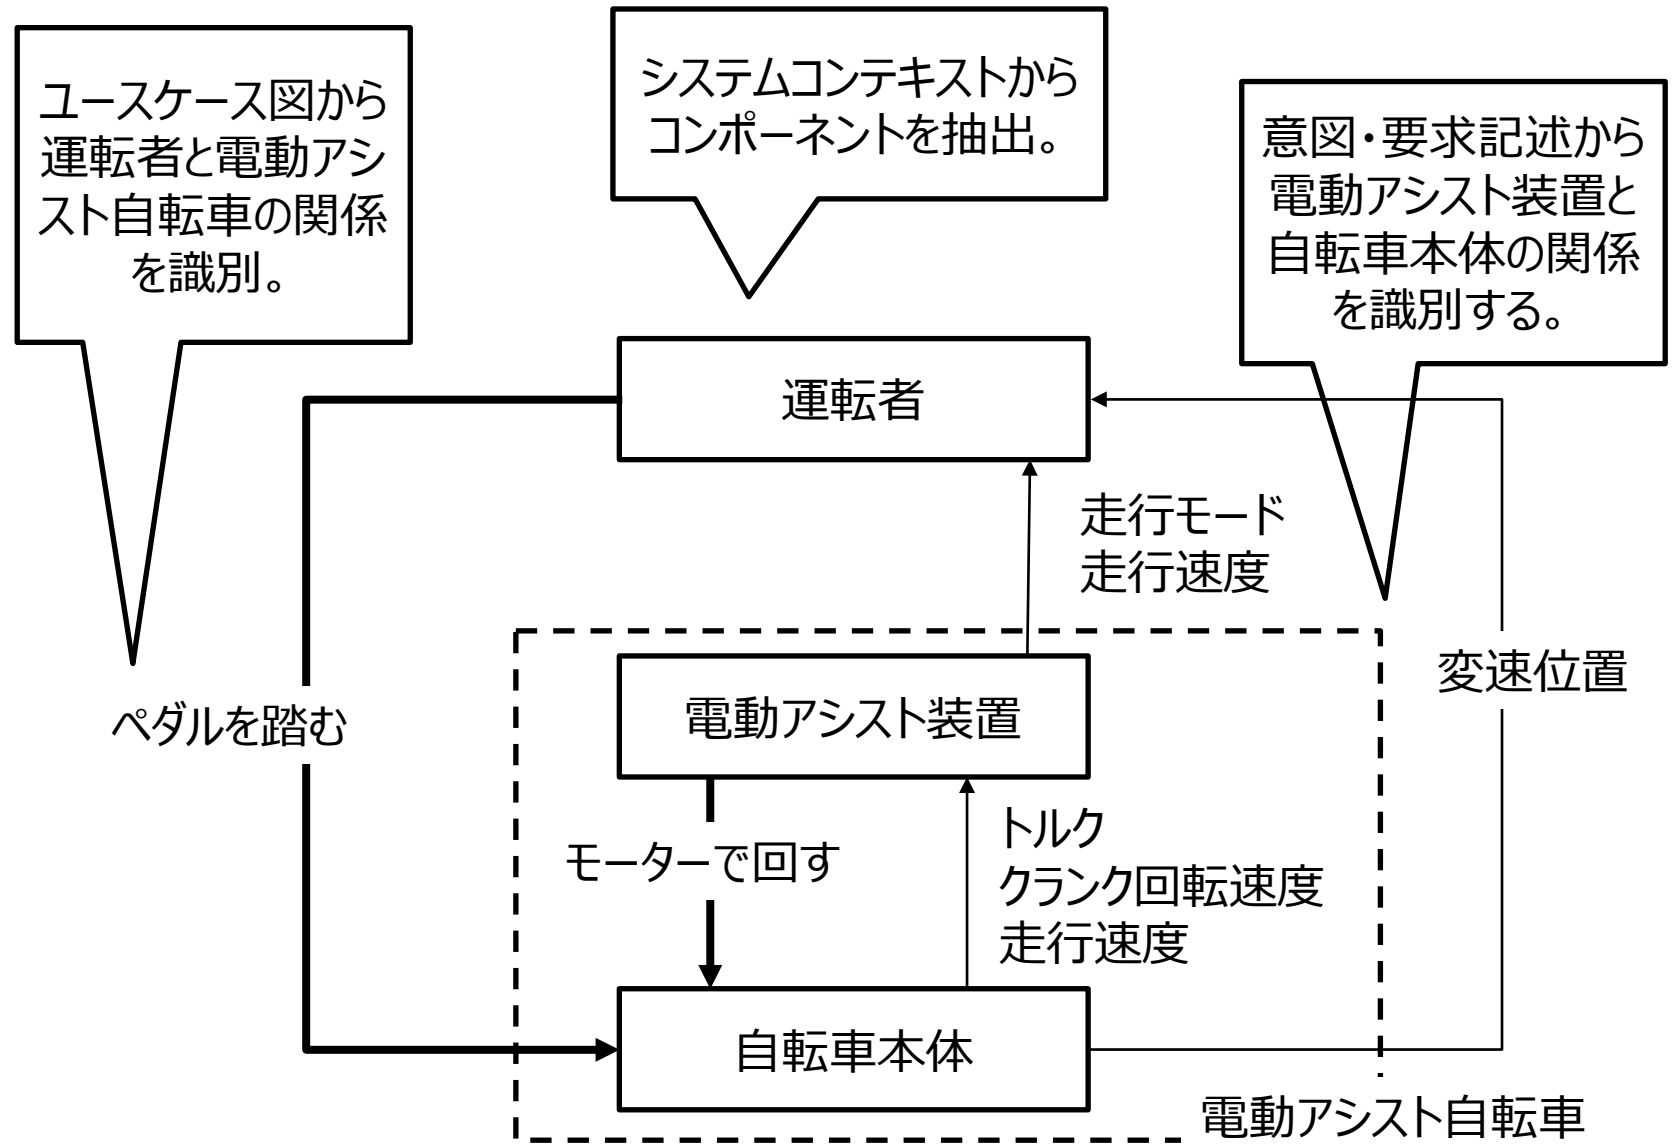 ユースケース図から
運転者と電動アシ
スト自転車の関係
を識別。
システムコンテキストから
コンポーネントを抽出。
意図・要求記述から
電動アシスト装置と
自転車本体の関係
を識別する。
運転者
走行モード
走行速度
変速位置
電動アシスト装置
ペダルを踏む
モーターで回す
トルク
クランク回転速度
走行速度
自転車本体
電動アシスト自転車